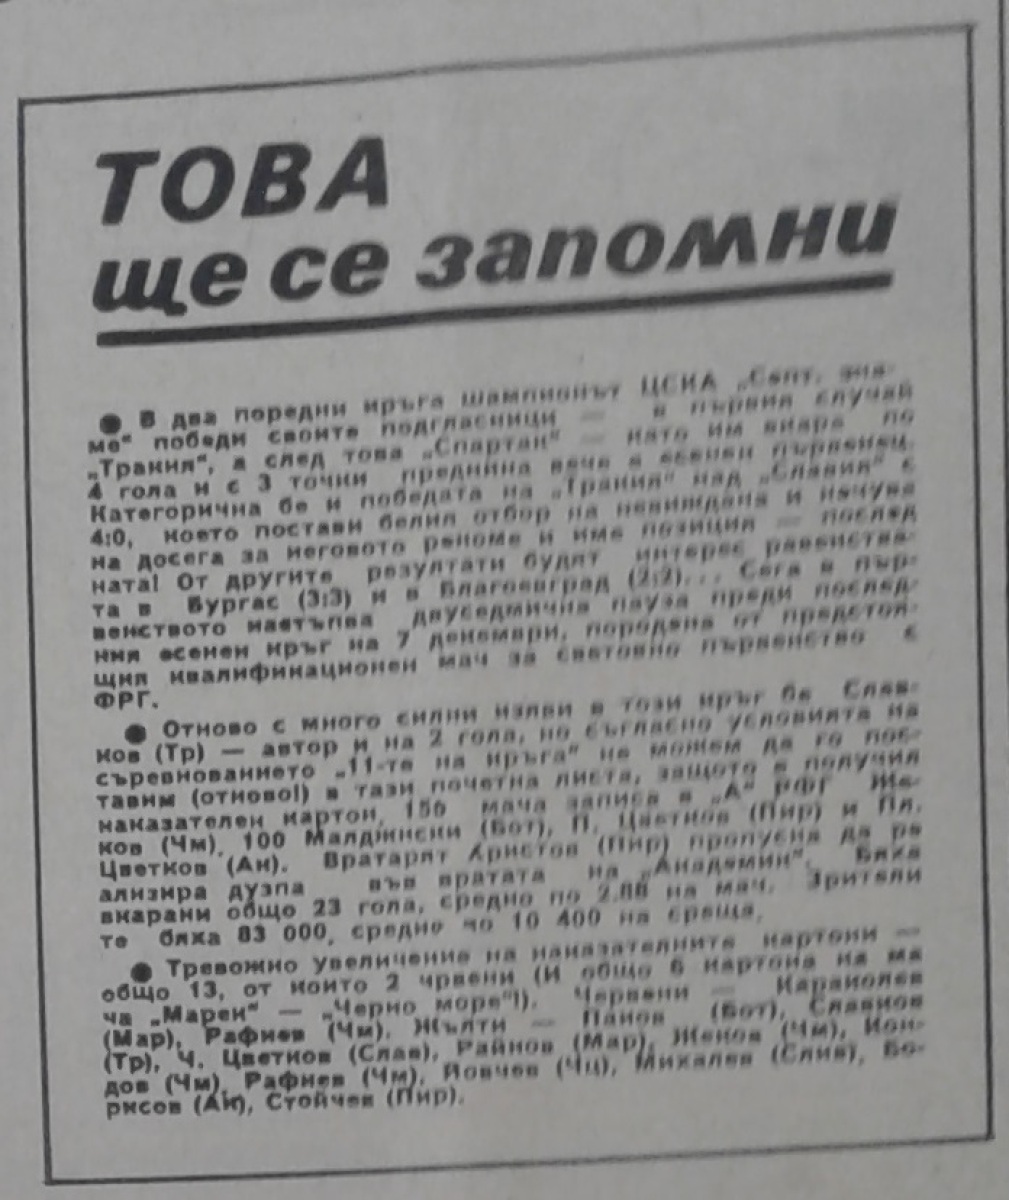 ТОВА
ще се запомни
● В два поредни кръга шампионът ЦСКА „Септ. зна-
ме“ победи своите подгласници — в първия случай
„Тракия“, а след това „Спартак“ — като им вкара по
4 гола и с 3 точки преднина вече е есенен първенец.
Категорична бе и победата на „Тракия“ над „Славия“ с
4:0, което постави белия отбор на невиждана и нечува
на досега за неговото реноме и име позиция — послед
ната! От другите резултати будят интерес равенства-
та в Бургас (3:3) и в Благоевград (2:2)... Сега в пър-
венството настъпва двуседмична пауза преди послед-
ния есенен кръг на 7 декември, породена от предстоя-
щия квалификационен мач за световно първенство с
ФРГ.
● Отново с много силни изяви в този кръг бе Слав-
ков (Тр) — автор и на 2 гола, но съгласно условията на
съревнованието „11-те на кръга“ не можем да го пос-
тавим (отново!) в тази почетна листа, защото е получил
наказателен картон. 150 мача записа в „А“ РФГ Же-
ков (Чм), 100 Малджански (Бот), П. Цветков (Пир) и Пл.
Цветков (Ак). Вратарят Христов (Пир) пропусна да ре
ализира дузпа във вратата на „Академик“. Бяха
вкарани общо 23 гола, средно по 2.88 на мач. Зрители
те бяха 83 000, средно по 10 400 на среща.
● Тревожно увеличение на наказателните картони —
общо 13, от които 2 червени (И общо 6 картона на ма
ча „Марек“ — „Черно море“!). Червени — Караколев
(Мар), Рафиев (Чм). Жълти — Панов (Бот), Славков
(Тр), Ч. Цветков (Слав), Райнов (Мар), Жеков (Чм), Кон-
дов (Чм), Рафиев (Чм), Йовчев (Чц), Михалев (Слив), Бо-
рисов (Ак), Стойчев (Пир).